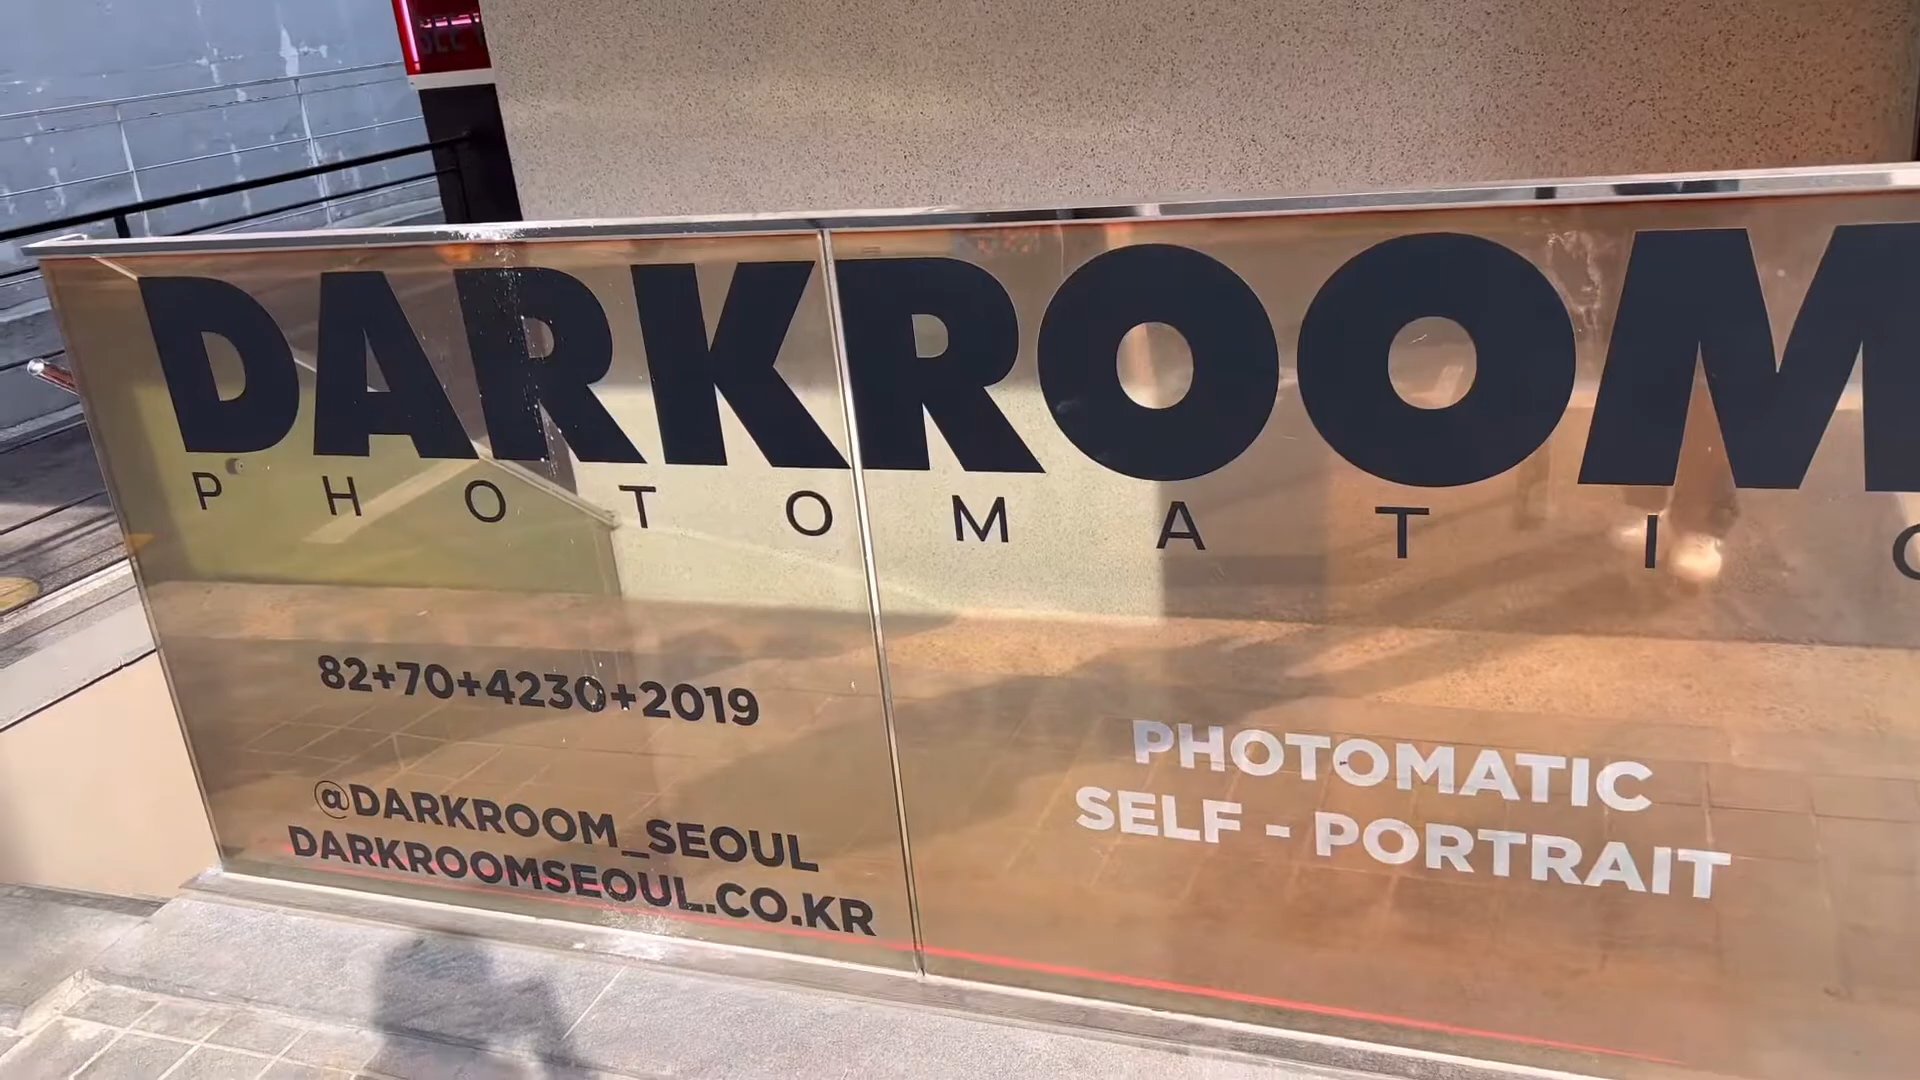 DARKROOM
PHOTOMATIC
82+70+4230+2019
@DARKROOM_SEOUL
DARKROOMSEOUL.CO.KR
PHOTOMATIC
SELF - PORTRAIT